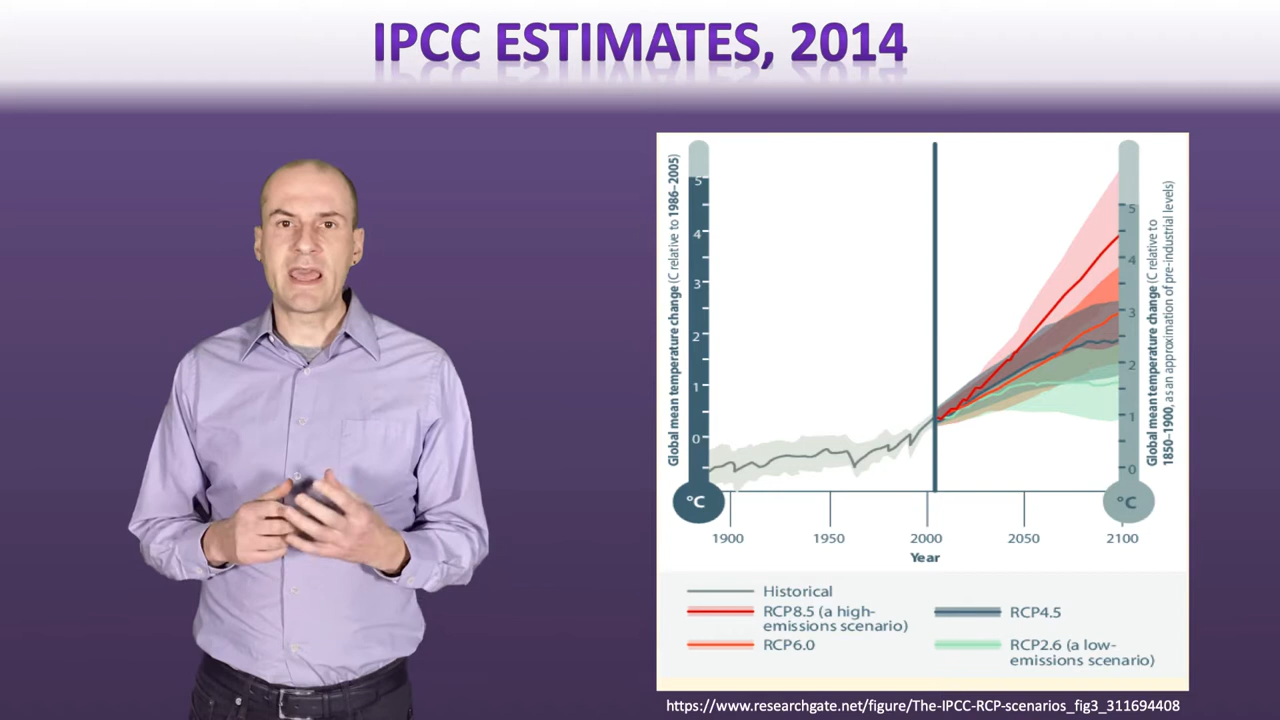 IPCC ESTIMATES, 2014
Global mean temperature change (C relative to 1986–2005)
5
4
3
2
1
0
°C
5
4
3
2
1
0
°C
Global mean temperature change (°C relative to
1850–1900, as an approximation of pre-industrial levels)
1900
1950
2000
2050
2100
Year
Historical
RCP8.5 (a high-
emissions scenario)
RCP6.0
RCP4.5
RCP2.6 (a low-
emissions scenario)
https://www.researchgate.net/figure/The-IPCC-RCP-scenarios_fig3_311694408